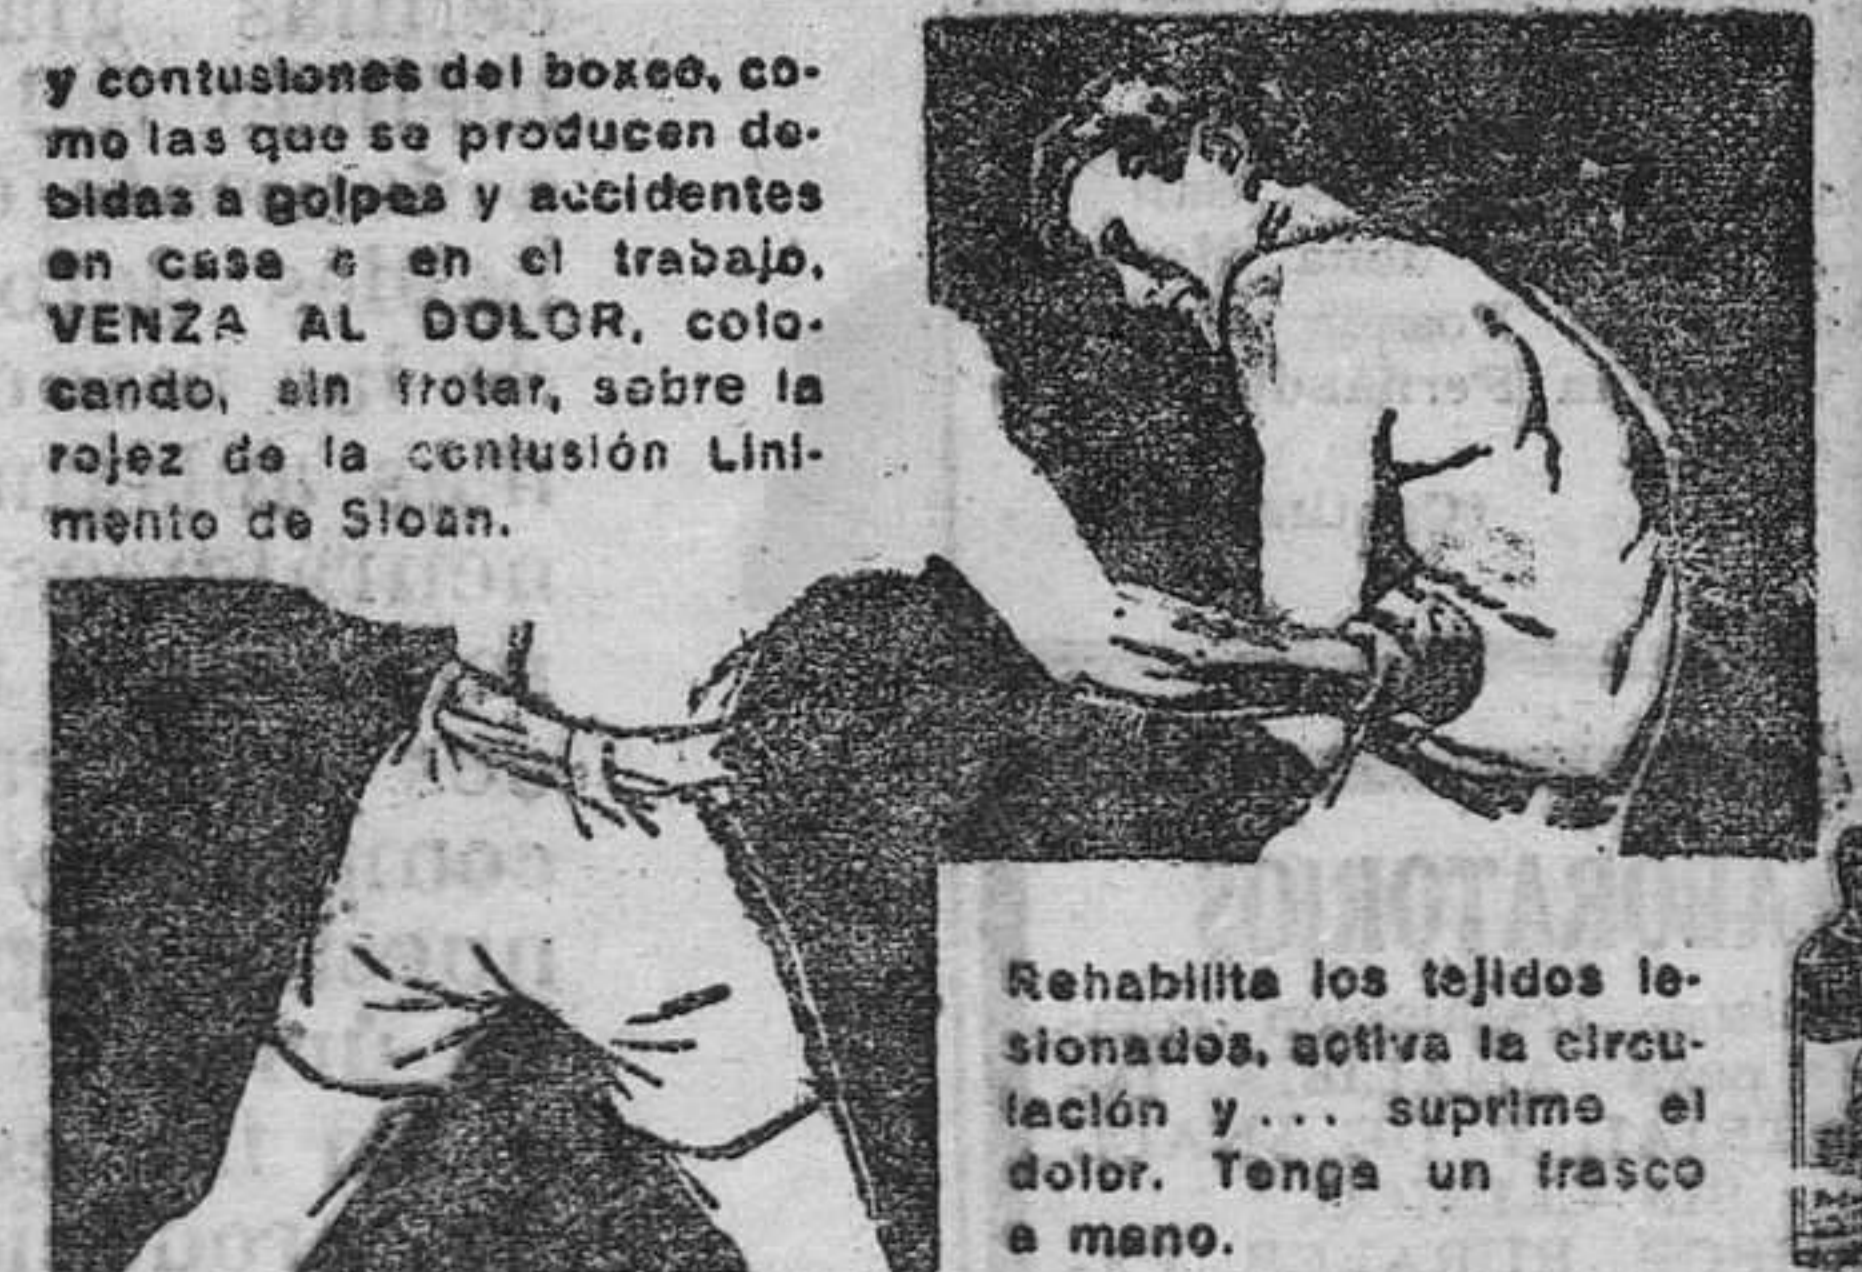 y contusiones del boxeo, co-
mo las que se producen de-
bidas a golpes y accidentes
en casa o en el trabajo.
VENZA AL DOLOR, colo-
cando, sin frotar, sobre la
rojez de la contusión Lini-
mento de Sloan.
Rehabilita los tejidos le-
sionados, activa la circu-
lación y... suprime el
dolor. Tenga un frasco
a mano.